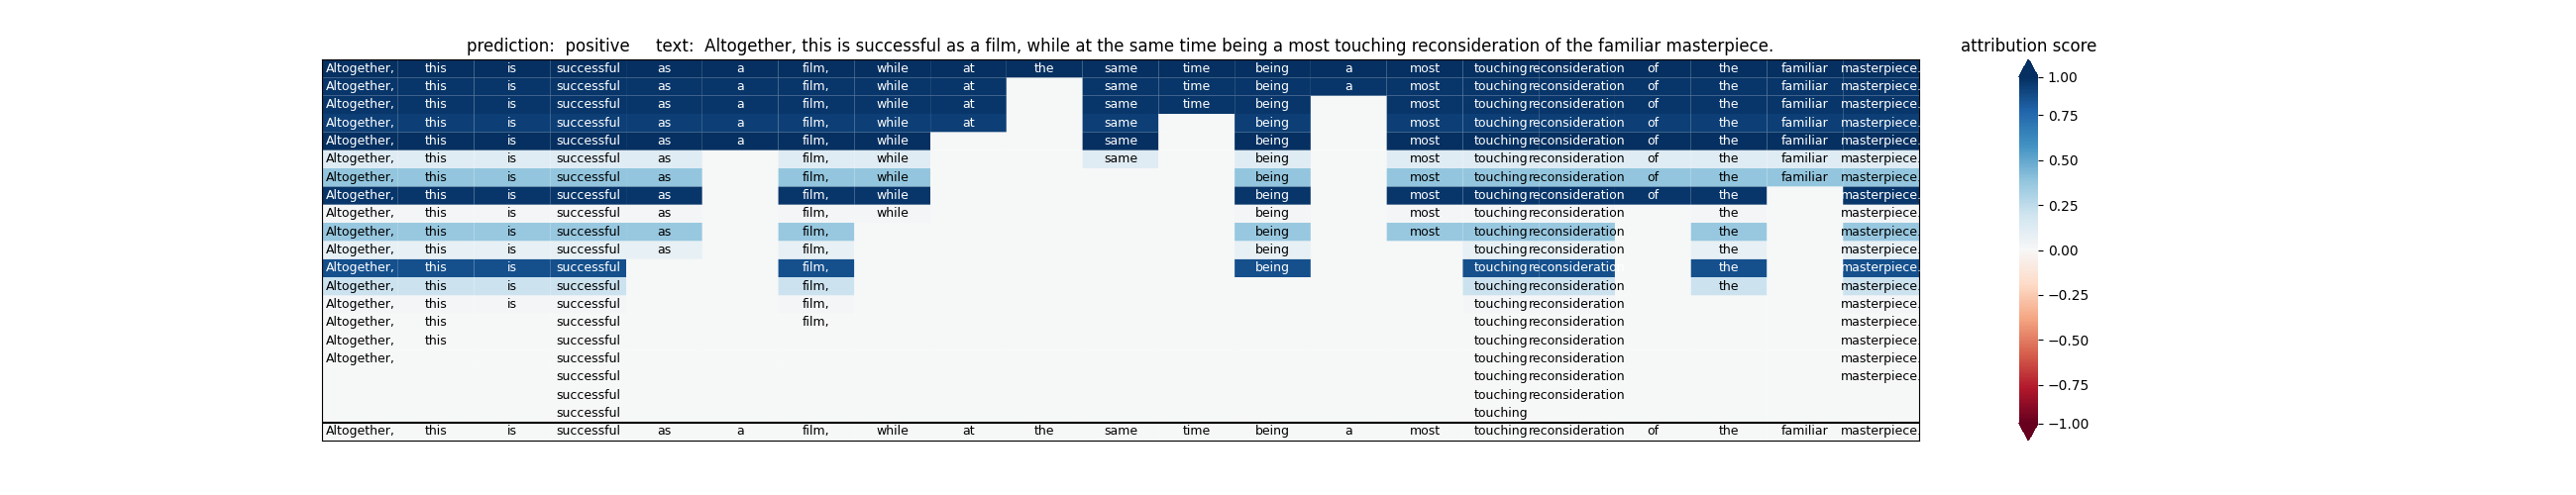 prediction: positive text: Altogether, this is successful as a film, while at the same time being a most touching reconsideration of the familiar masterpiece. attribution score
Altogether, this is successful as a film, while at the same time being a most touching reconsideration of the familiar masterpiece. 1.00
Altogether, this is successful as a film, while at same time being a most touching reconsideration of the familiar masterpiece.
Altogether, this is successful as a film, while at same time being most touching reconsideration of the familiar masterpiece.
Altogether, this is successful as a film, while at same being most touching reconsideration of the familiar masterpiece. 0.75
Altogether, this is successful as a film, while same being most touching reconsideration of the familiar masterpiece.
Altogether, this is successful as film, while same being most touching reconsideration of the familiar masterpiece. 0.50
Altogether, this is successful as film, while being most touching reconsideration of the familiar masterpiece.
Altogether, this is successful as film, while being most touching reconsideration of the masterpiece.
Altogether, this is successful as film, while being most touching reconsideration the masterpiece. 0.25
Altogether, this is successful as film, being most touching reconsideration the masterpiece.
Altogether, this is successful as film, being touching reconsideration the masterpiece. 0.00
Altogether, this is successful film, being touching reconsideration the masterpiece.
Altogether, this is successful film, touching reconsideration the masterpiece.
Altogether, this is successful film, touching reconsideration masterpiece. −0.25
Altogether, this successful film, touching reconsideration masterpiece.
Altogether, this successful touching reconsideration masterpiece. −0.50
Altogether, successful touching reconsideration masterpiece.
successful touching reconsideration masterpiece. −0.75
successful touching reconsideration
successful touching
Altogether, this is successful as a film, while at the same time being a most touching reconsideration of the familiar masterpiece. −1.00